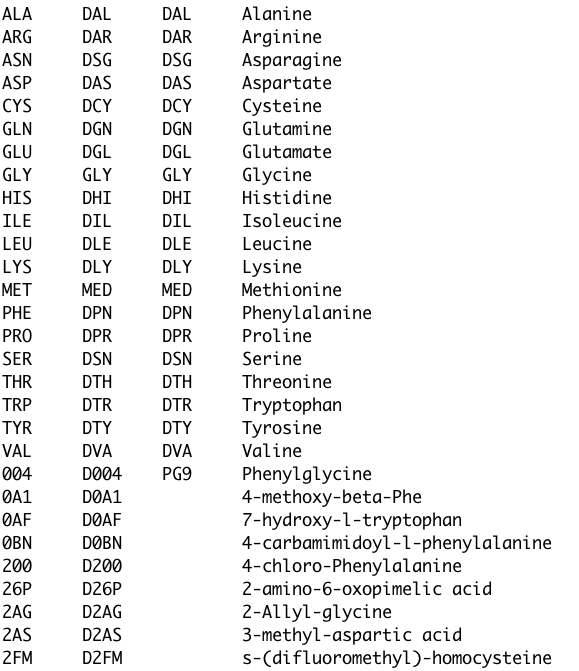 ALA DAL DAL Alanine
ARG DAR DAR Arginine
ASN DSG DSG Asparagine
ASP DAS DAS Aspartate
CYS DCY DCY Cysteine
GLN DGN DGN Glutamine
GLU DGL DGL Glutamate
GLY GLY GLY Glycine
HIS DHI DHI Histidine
ILE DIL DIL Isoleucine
LEU DLE DLE Leucine
LYS DLY DLY Lysine
MET MED MED Methionine
PHE DPN DPN Phenylalanine
PRO DPR DPR Proline
SER DSN DSN Serine
THR DTH DTH Threonine
TRP DTR DTR Tryptophan
TYR DTY DTY Tyrosine
VAL DVA DVA Valine
004 D004 PG9 Phenylglycine
0A1 D0A1 4-methoxy-beta-Phe
0AF D0AF 7-hydroxy-l-tryptophan
0BN D0BN 4-carbamimidoyl-l-phenylalanine
200 D200 4-chloro-Phenylalanine
26P D26P 2-amino-6-oxopimelic acid
2AG D2AG 2-Allyl-glycine
2AS D2AS 3-methyl-aspartic acid
2FM D2FM s-(difluoromethyl)-homocysteine